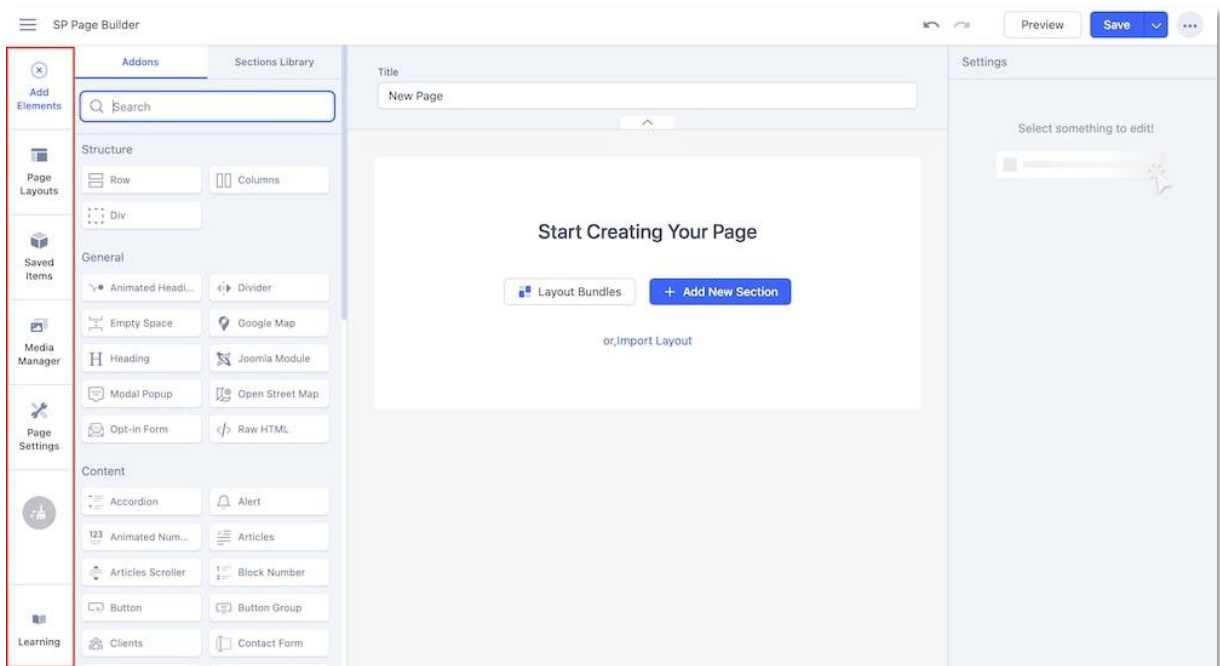 SP Page Builder
Preview
Save
Add
Elements
Page
Layouts
Saved
Items
Media
Manager
Page
Settings
Learning
Addons
Sections Library
Search
Structure
Row
Columns
Div
General
Animated Headi...
Divider
Empty Space
Google Map
Heading
Joomla Module
Modal Popup
Open Street Map
Opt-in Form
Raw HTML
Content
Accordion
Alert
123
Animated Num...
Articles
Articles Scroller
Block Number
Button
Button Group
Clients
Contact Form
Title
New Page
Start Creating Your Page
Layout Bundles
+ Add New Section
or,Import Layout
Settings
Select something to edit!